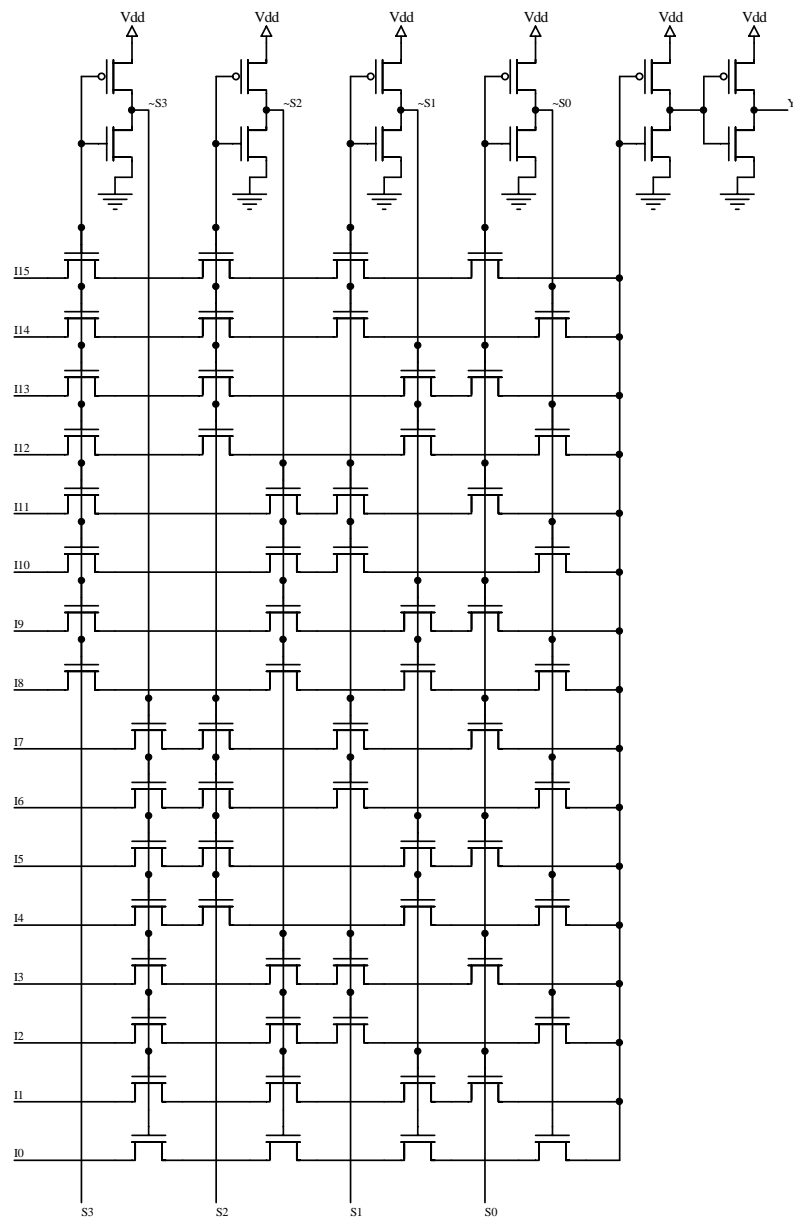 Vdd Vdd Vdd Vdd Vdd Vdd
~S3 ~S2 ~S1 ~S0 Y
I15
I14
I13
I12
I11
I10
I9
I8
I7
I6
I5
I4
I3
I2
I1
I0
S3 S2 S1 S0